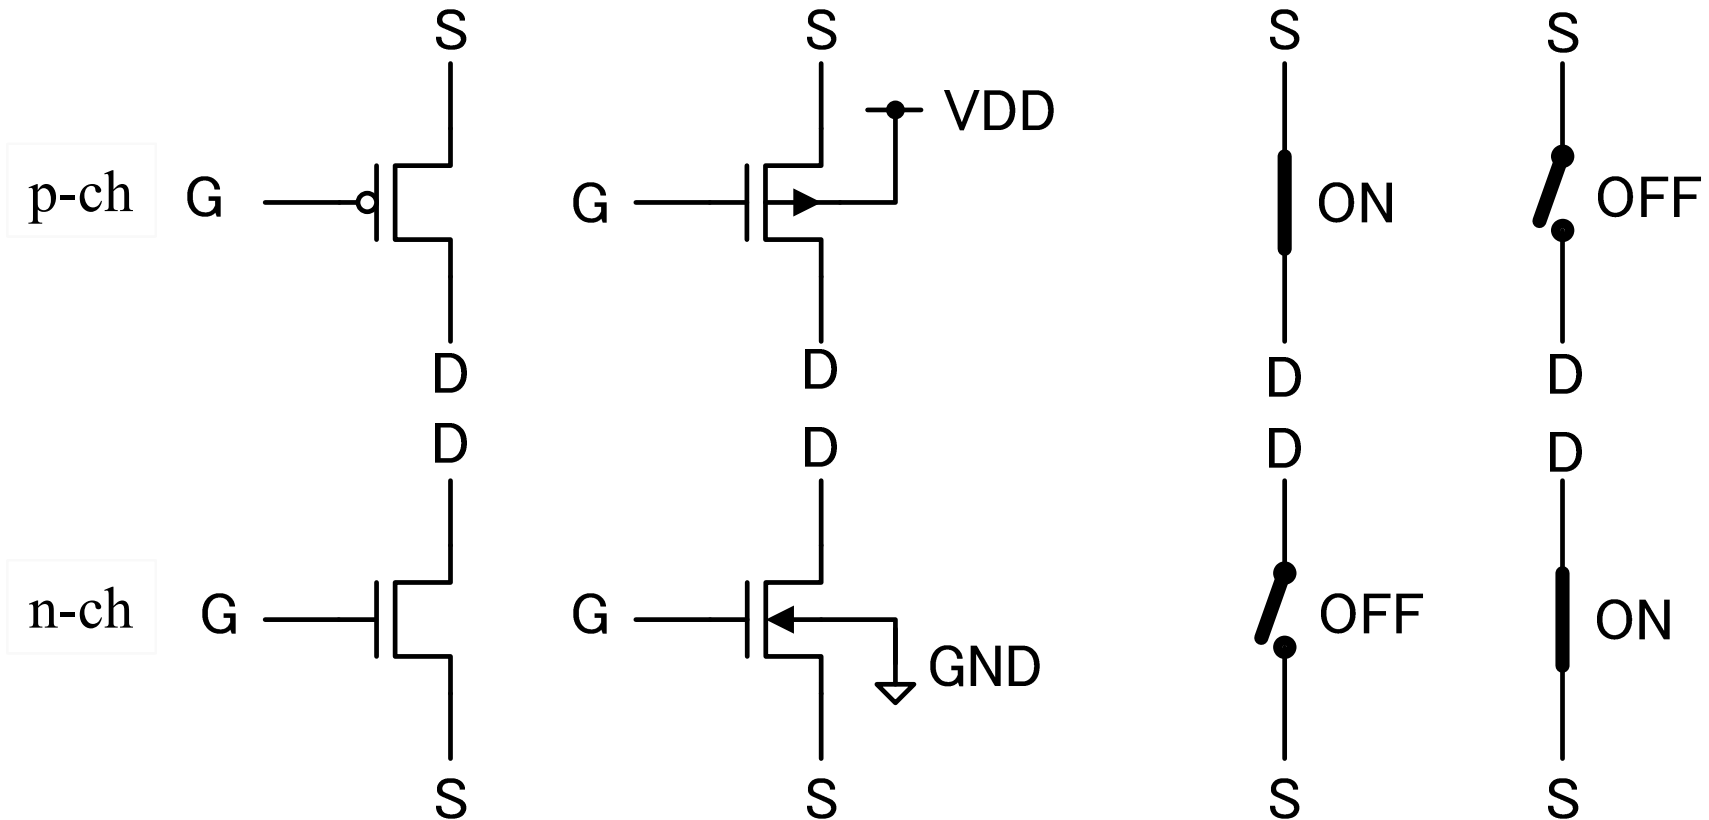 S S S S
VDD
p-ch G G ON OFF
D D D D
D D D D
n-ch G G OFF ON
GND
S S S S